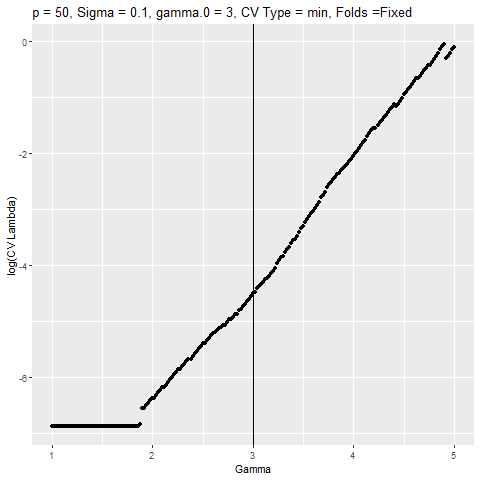 p = 50, Sigma = 0.1, gamma.0 = 3, CV Type = min, Folds =Fixed
log(CV Lambda)
0
-2
-4
-6
1 2 3 4 5
Gamma